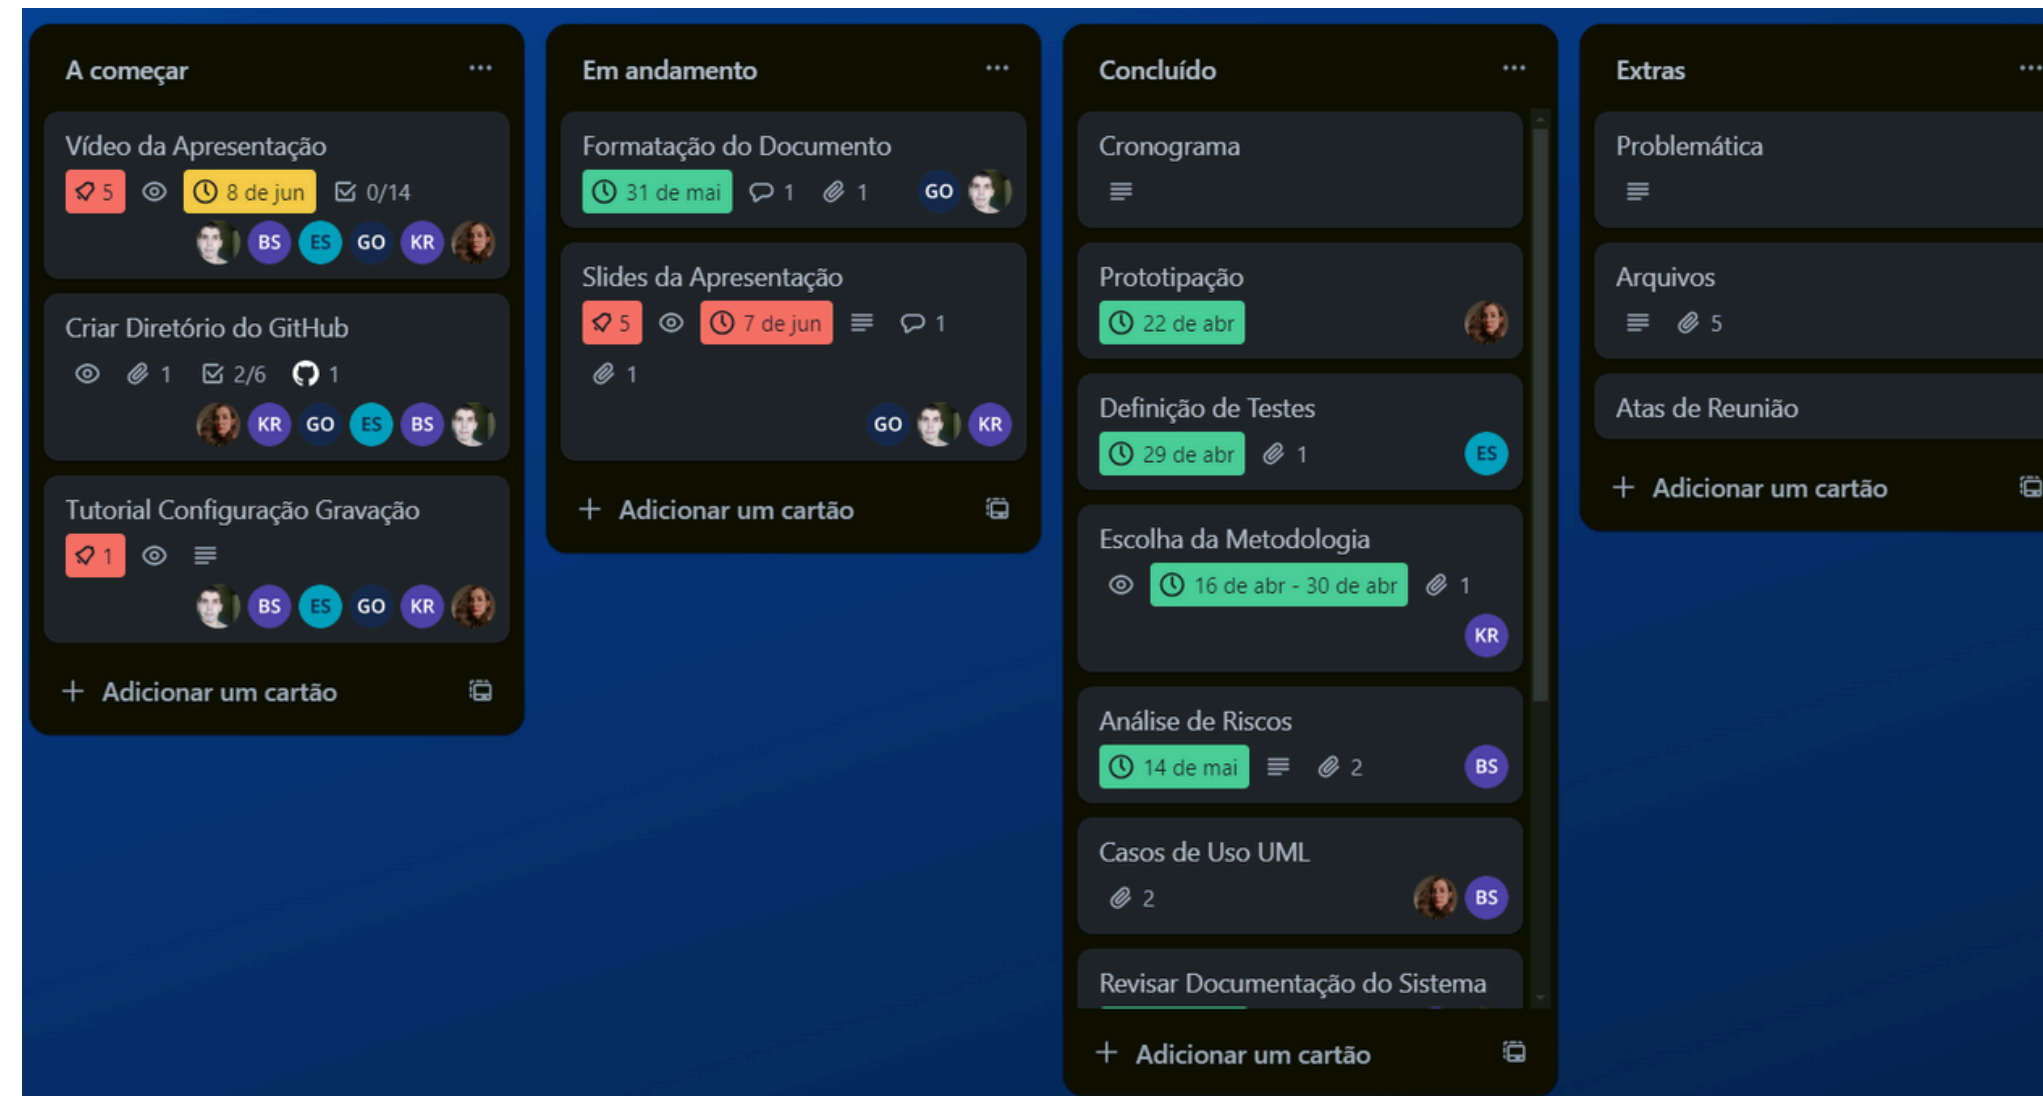 A começar
Vídeo da Apresentação
5 8 de jun 0/14
BS ES GO KR
Criar Diretório do GitHub
1 2/6 1
KR GO ES BS
Tutorial Configuração Gravação
1
BS ES GO KR
+ Adicionar um cartão
Em andamento
Formatação do Documento
31 de mai 1 1 GO
Slides da Apresentação
5 7 de jun 1
1
GO KR
+ Adicionar um cartão
Concluído
Cronograma
Prototipação
22 de abr
Definição de Testes
29 de abr 1 ES
Escolha da Metodologia
16 de abr - 30 de abr 1
KR
Análise de Riscos
14 de mai 2 BS
Casos de Uso UML
2 BS
Revisar Documentação do Sistema
+ Adicionar um cartão
Extras
Problemática
Arquivos
5
Atas de Reunião
+ Adicionar um cartão